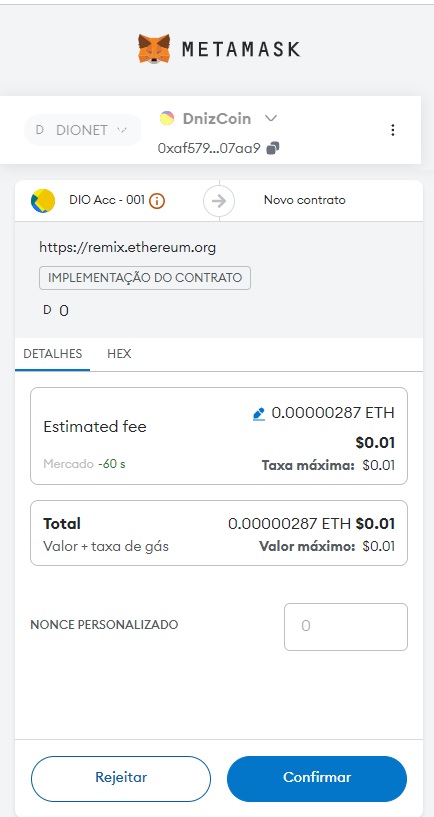 METAMASK
D DIONET
DnizCoin
0xaf579...07aa9
DIO Acc - 001
Novo contrato
https://remix.ethereum.org
IMPLEMENTAÇÃO DO CONTRATO
D 0
DETALHES HEX
0.00000287 ETH
Estimated fee
$0.01
Mercado -60 s
Taxa máxima: $0.01
Total 0.00000287 ETH $0.01
Valor + taxa de gás Valor máximo: $0.01
NONCE PERSONALIZADO 0
Rejeitar Confirmar